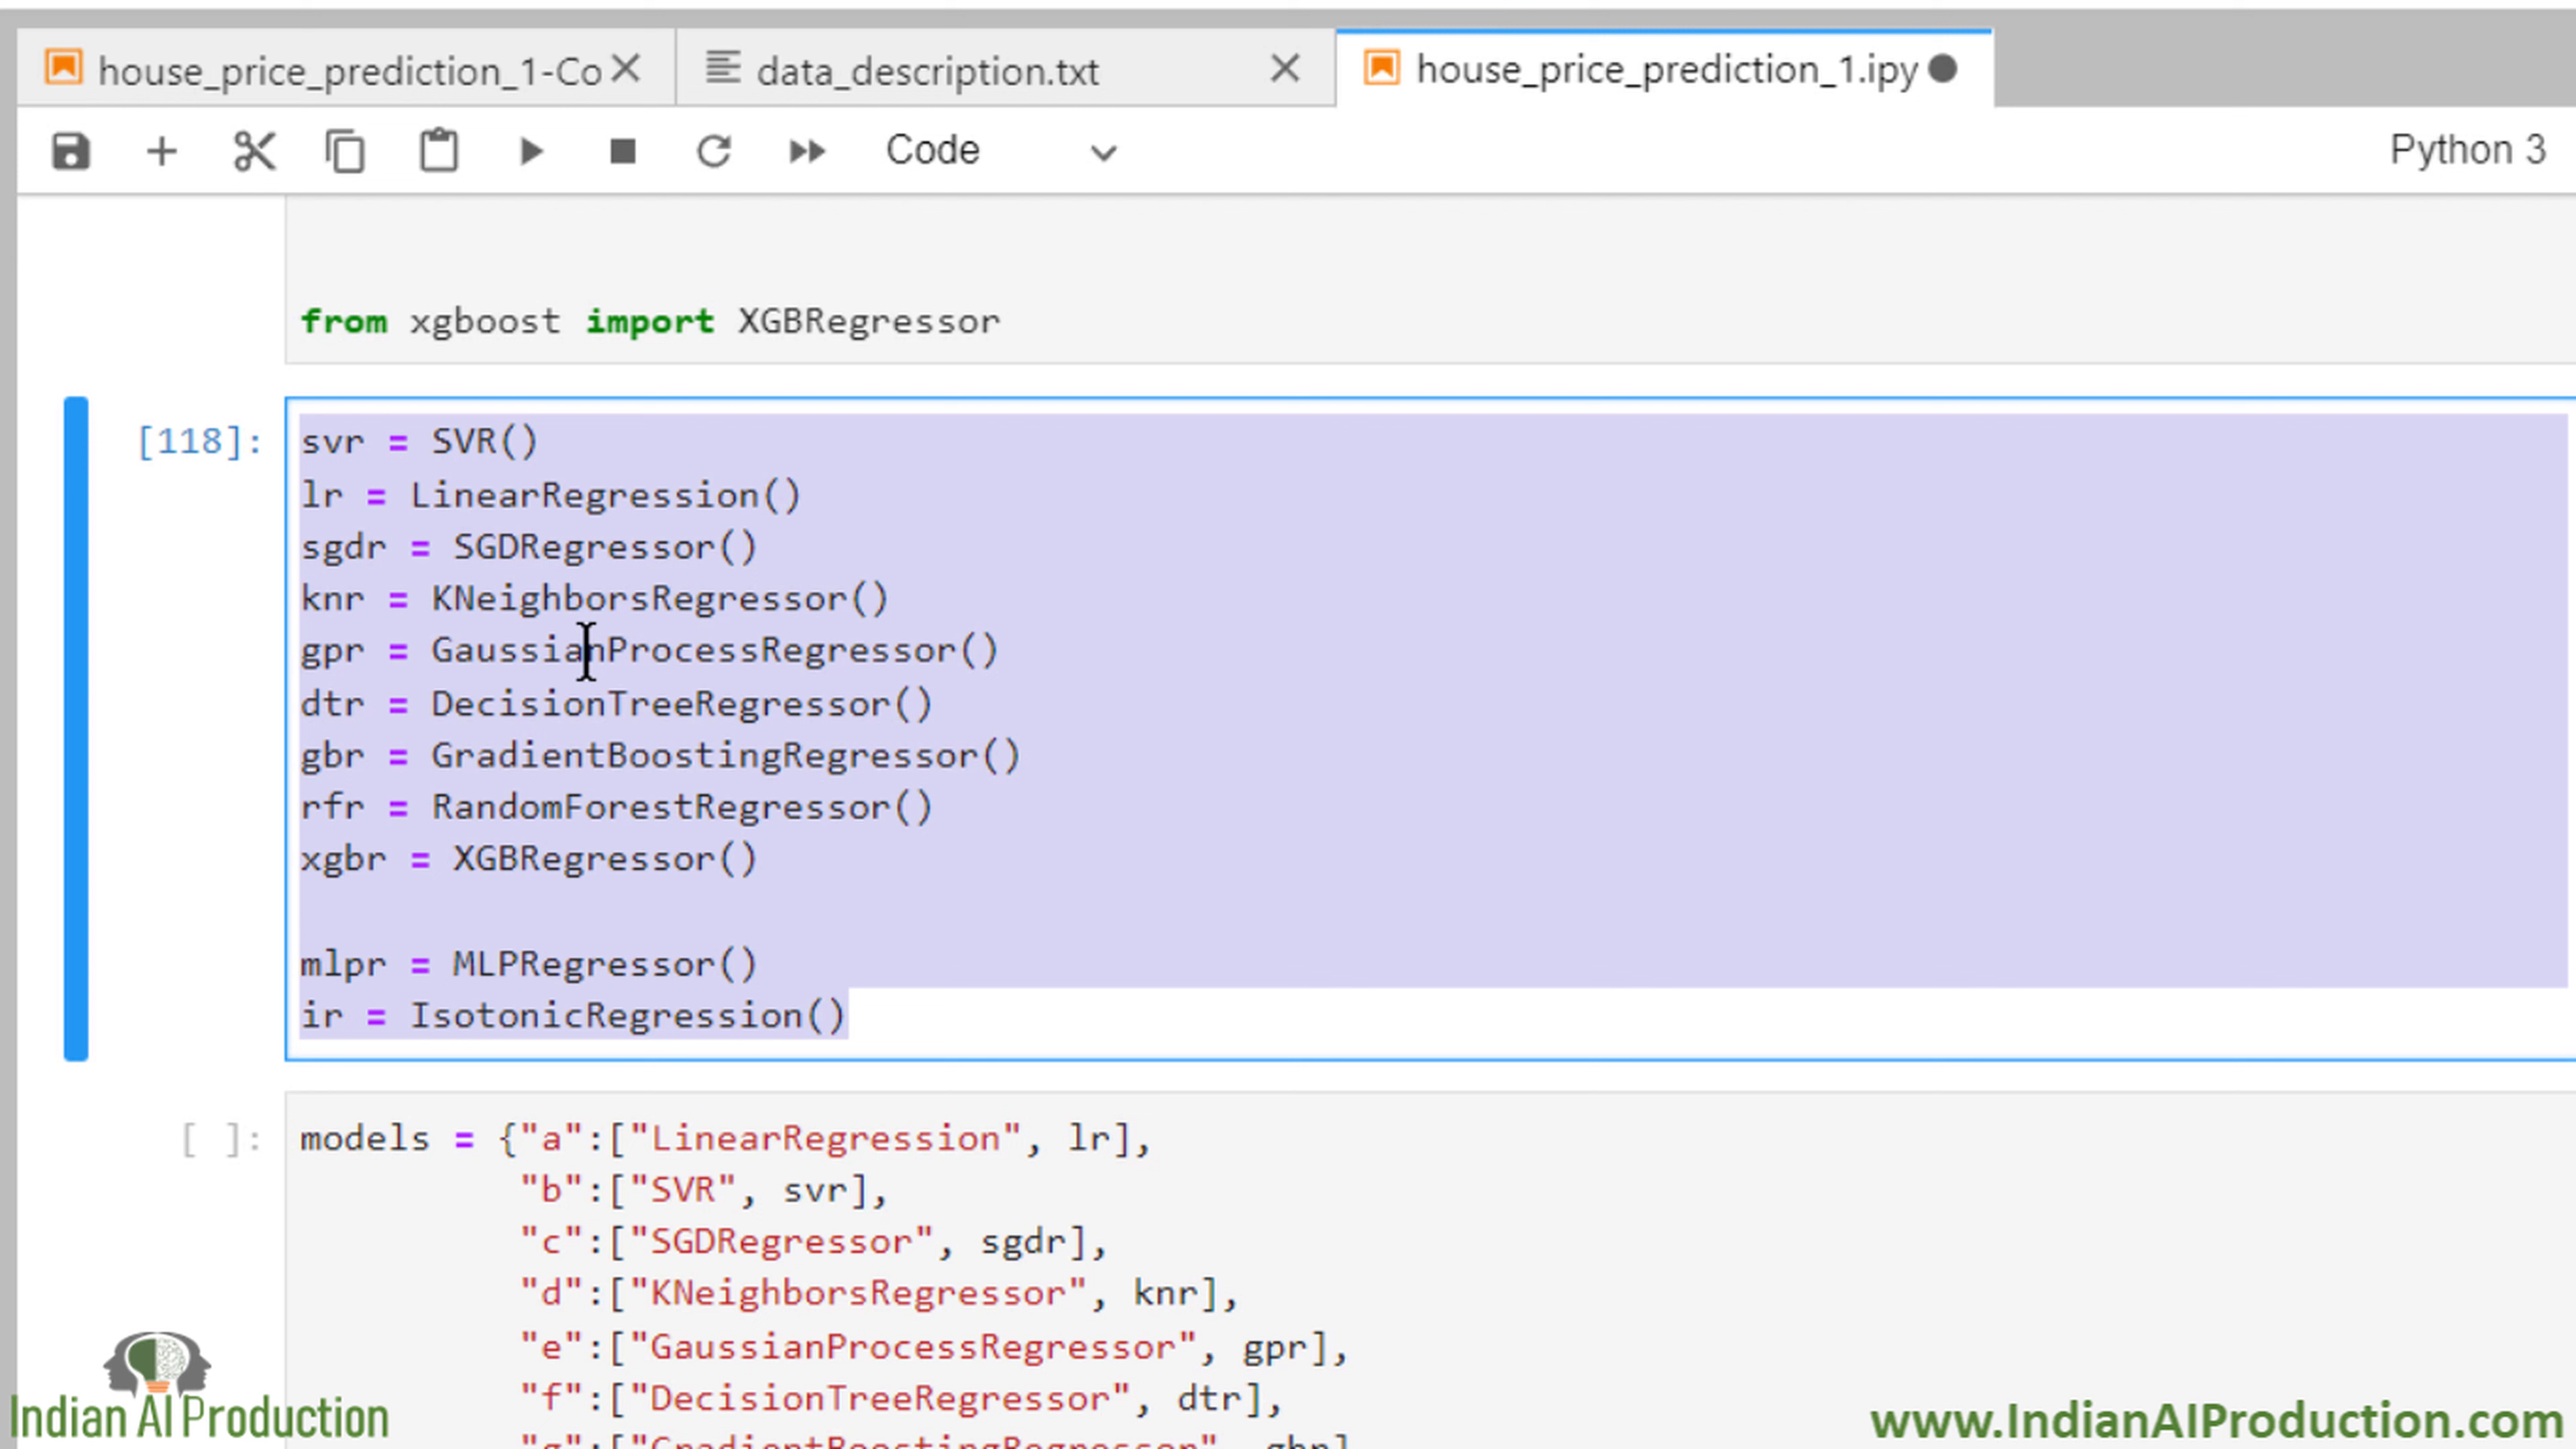 house_price_prediction_1-Co
data_description.txt
house_price_prediction_1.ipy
Code
Python 3
from xgboost import XGBRegressor
[118]:
svr = SVR()
lr = LinearRegression()
sgdr = SGDRegressor()
knr = KNeighborsRegressor()
gpr = GaussianProcessRegressor()
dtr = DecisionTreeRegressor()
gbr = GradientBoostingRegressor()
rfr = RandomForestRegressor()
xgbr = XGBRegressor()
mlpr = MLPRegressor()
ir = IsotonicRegression()
[ ]:
models = {"a":["LinearRegression", lr],
"b":["SVR", svr],
"c":["SGDRegressor", sgdr],
"d":["KNeighborsRegressor", knr],
"e":["GaussianProcessRegressor", gpr],
"f":["DecisionTreeRegressor", dtr],
"g":["GradientBoostingRegressor", gbr]
Indian AI Production
www.IndianAIProduction.com